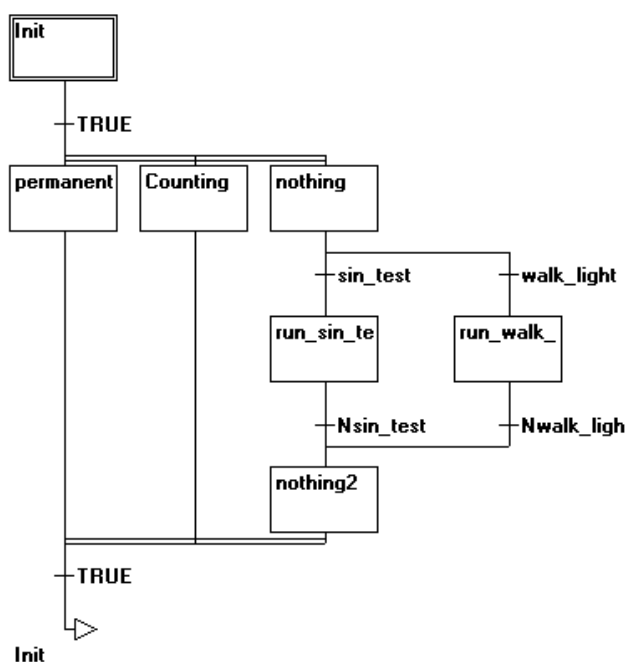 Init
TRUE
permanent Counting nothing
sin_test walk_light
run_sin_te run_walk_
Nsin_test Nwalk_ligh
nothing2
TRUE
Init